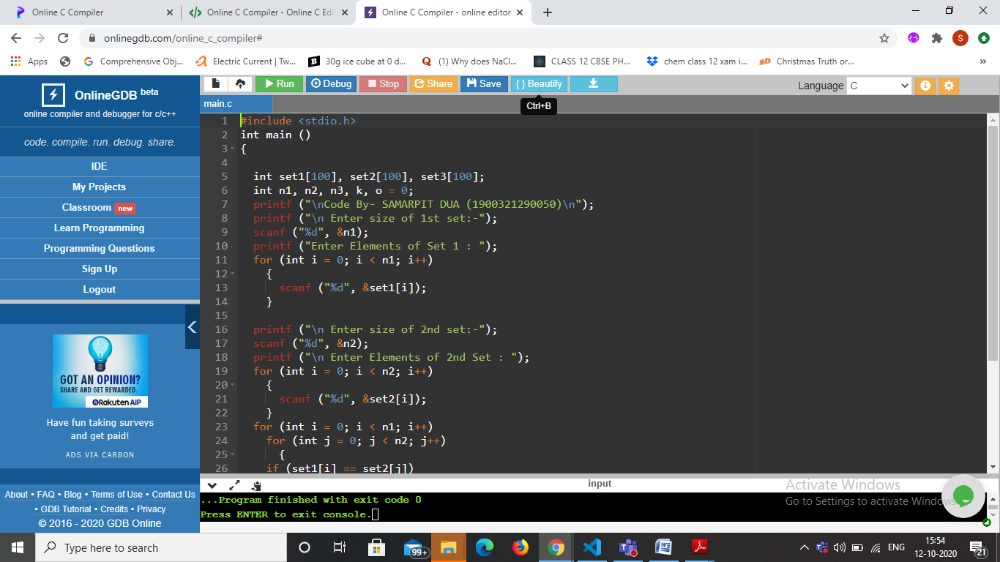 Online C Compiler
Online C Compiler - Online C Edi
Online C Compiler - online editor
onlinegdb.com/online_c_compiler#
S
Apps
Comprehensive Obj...
Electric Current | Tw...
30g ice cube at 0 d...
(1) Why does NaCl...
CLASS 12 CBSE PH...
chem class 12 xam i...
Christmas Truth or...
»
OnlineGDB beta
online compiler and debugger for c/c++
code. compile. run. debug. share.
IDE
My Projects
Classroom new
Learn Programming
Programming Questions
Sign Up
Logout
GOT AN OPINION?
SHARE AND GET REWARDED.
Rakuten AIP
Have fun taking surveys
and get paid!
ADS VIA CARBON
About • FAQ • Blog • Terms of Use • Contact Us
• GDB Tutorial • Credits • Privacy
© 2016 - 2020 GDB Online
Run Debug Stop Share Save { } Beautify
Language C
Ctrl+B
main.c
1 #include <stdio.h>
2 int main ()
3 {
4
5 int set1[100], set2[100], set3[100];
6 int n1, n2, n3, k, o = 0;
7 printf ("\nCode By- SAMARPIT DUA (1900321290050)\n");
8 printf ("\n Enter size of 1st set:-");
9 scanf ("%d", &n1);
10 printf ("Enter Elements of Set 1 : ");
11 for (int i = 0; i < n1; i++)
12 {
13 scanf ("%d", &set1[i]);
14 }
15
16 printf ("\n Enter size of 2nd set:-");
17 scanf ("%d", &n2);
18 printf ("\n Enter Elements of 2nd Set : ");
19 for (int i = 0; i < n2; i++)
20 {
21 scanf ("%d", &set2[i]);
22 }
23 for (int i = 0; i < n1; i++)
24 for (int j = 0; j < n2; j++)
25 {
26 if (set1[i] == set2[j])
input
...Program finished with exit code 0
Press ENTER to exit console.
Activate Windows
Go to Settings to activate Windows.
Type here to search
99+
ENG
15:54
12-10-2020
21